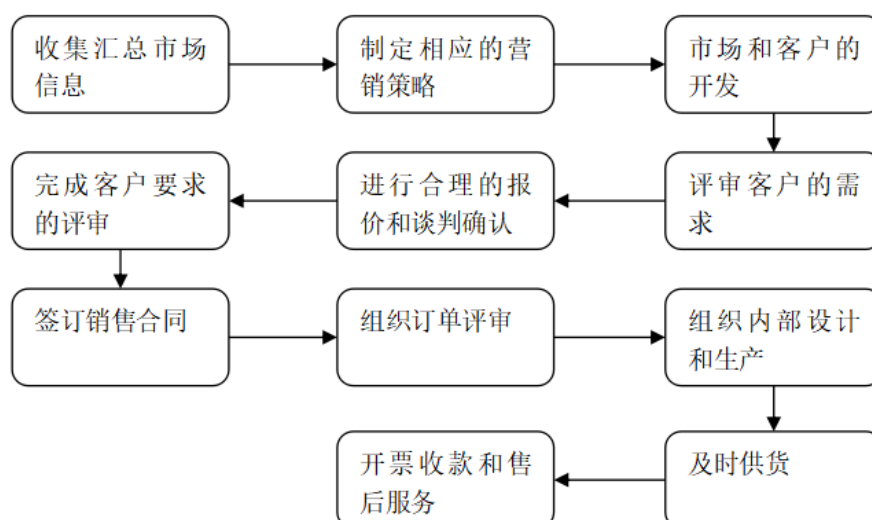 收集汇总市场
信息
制定相应的营
销策略
市场和客户的
开发
评审客户的需
求
进行合理的报
价和谈判确认
完成客户要求
的评审
签订销售合同
组织订单评审
组织内部设计
和生产
及时供货
开票收款和售
后服务